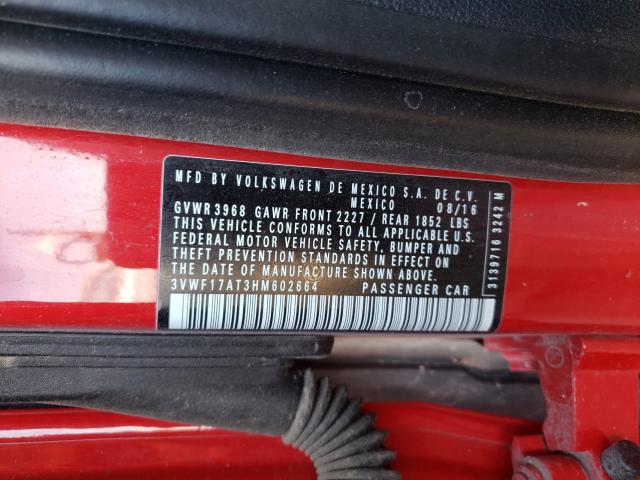 MFD BY VOLKSWAGEN DE MEXICO S.A. DE C.V.
MEXICO 08/16
GVWR 3968 GAWR FRONT 2227 / REAR 1852 LBS
THIS VEHICLE CONFORMS TO ALL APPLICABLE U.S.
FEDERAL MOTOR VEHICLE SAFETY, BUMPER AND
THEFT PREVENTION STANDARDS IN EFFECT ON
THE DATE OF MANUFACTURE SHOWN ABOVE.
3VWF17AT3HM602664 PASSENGER CAR
3139716 3242 M